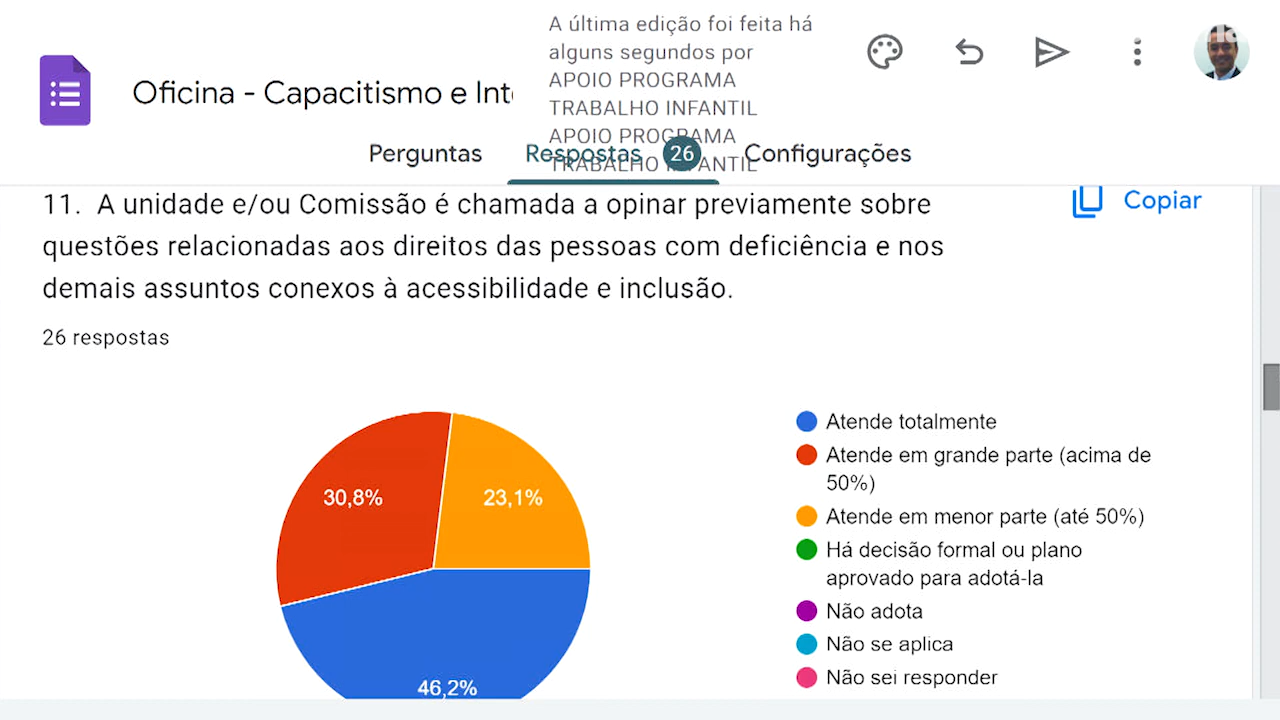 A última edição foi feita há
alguns segundos por
APOIO PROGRAMA
TRABALHO INFANTIL
APOIO PROGRAMA
TRABALHO INFANTIL
Oficina - Capacitismo e Int
Perguntas
Respostas
26
Configurações
11. A unidade e/ou Comissão é chamada a opinar previamente sobre
questões relacionadas aos direitos das pessoas com deficiência e nos
demais assuntos conexos à acessibilidade e inclusão.
Copiar
26 respostas
30,8%
23,1%
46,2%
Atende totalmente
Atende em grande parte (acima de
50%)
Atende em menor parte (até 50%)
Há decisão formal ou plano
aprovado para adotá-la
Não adota
Não se aplica
Não sei responder